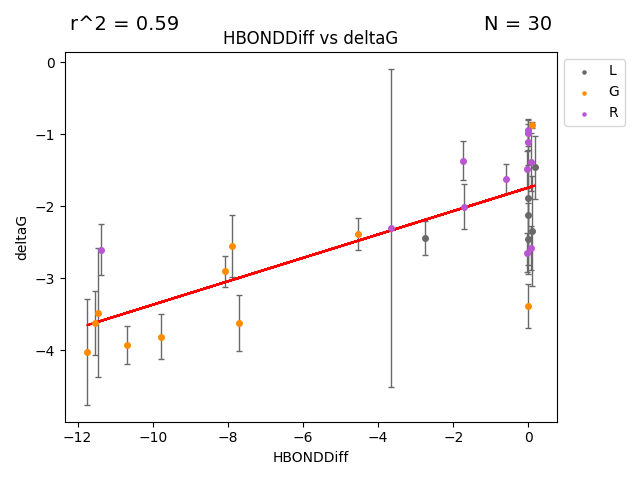 r^2 = 0.59
N = 30
HBONDDiff vs deltaG
L
G
R
0
−1
−2
−3
−4
deltaG
−12
−10
−8
−6
−4
−2
0
HBONDDiff